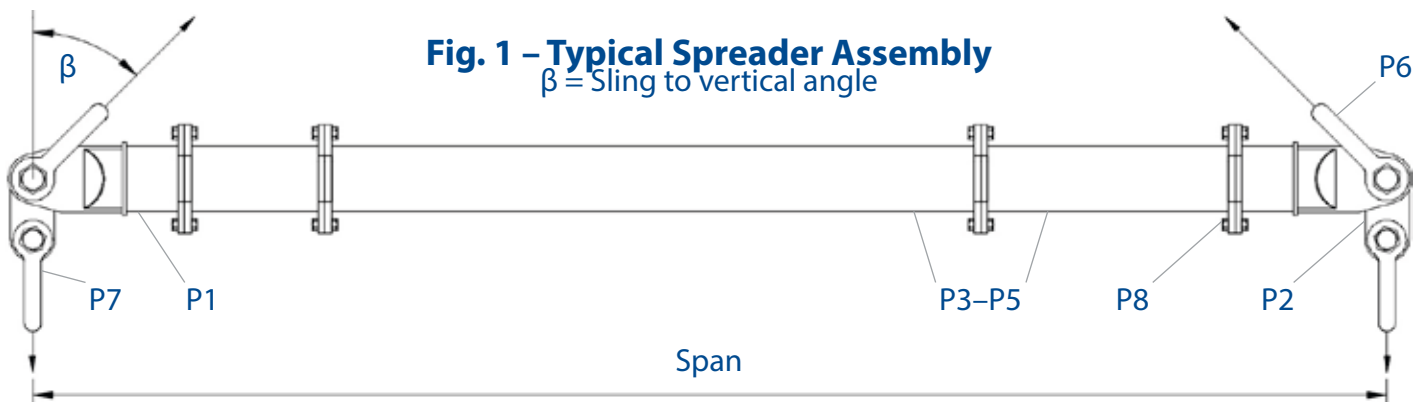 Fig. 1 – Typical Spreader Assembly
β = Sling to vertical angle
β
P6
P7
P1
P3–P5
P8
P2
Span